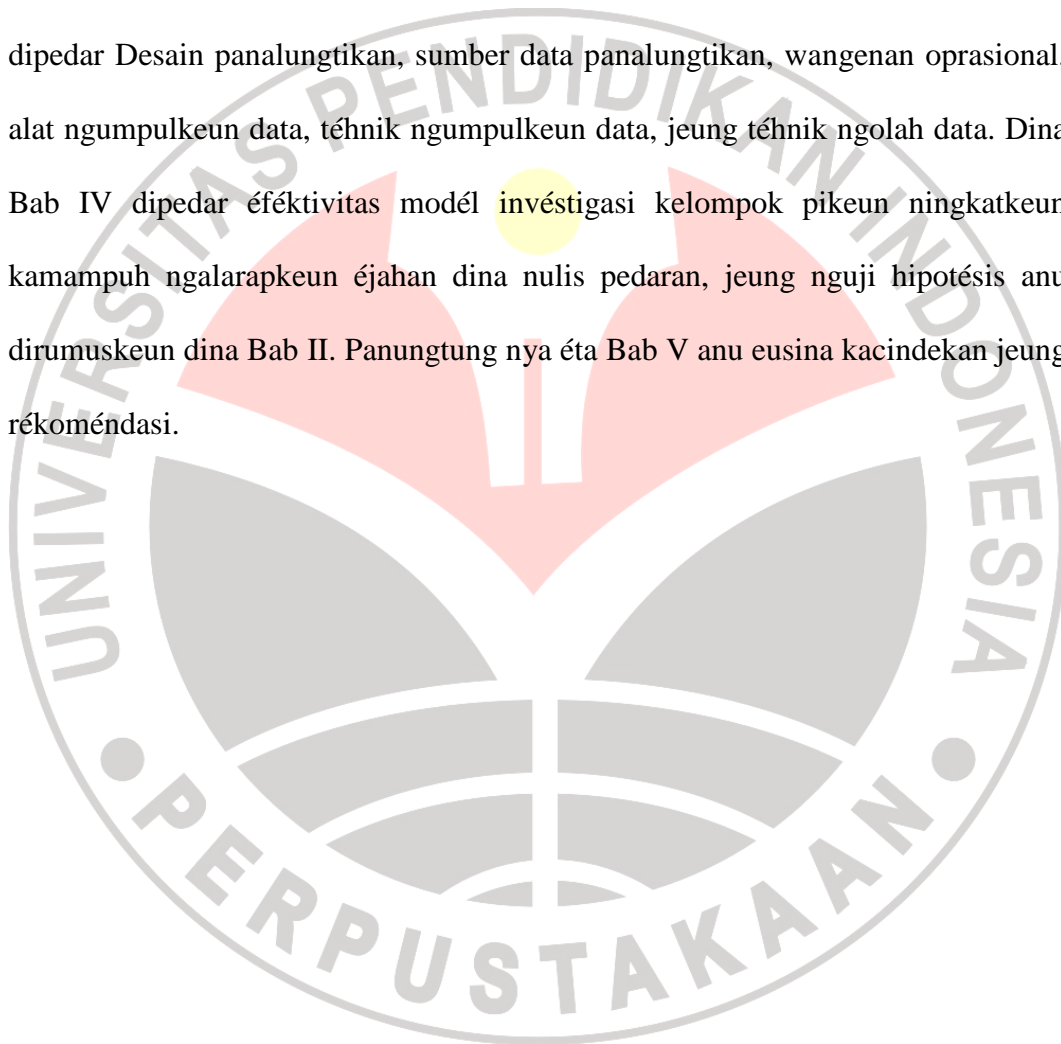 dipedar Desain panalungtikan, sumber data panalungtikan, wangenan oprasional,
alat ngumpulkeun data, téhnik ngumpulkeun data, jeung téhnik ngolah data. Dina
Bab IV dipedar éféktivitas modél invéstigasi kelompok pikeun ningkatkeun
kamampuh ngalarapkeun éjahan dina nulis pedaran, jeung nguji hipotésis anu
dirumuskeun dina Bab II. Panungtung nya éta Bab V anu eusina kacindekan jeung
rékoméndasi.
UNIVERSITAS PENDIDIKAN INDONESIA
PERPUSTAKAAN